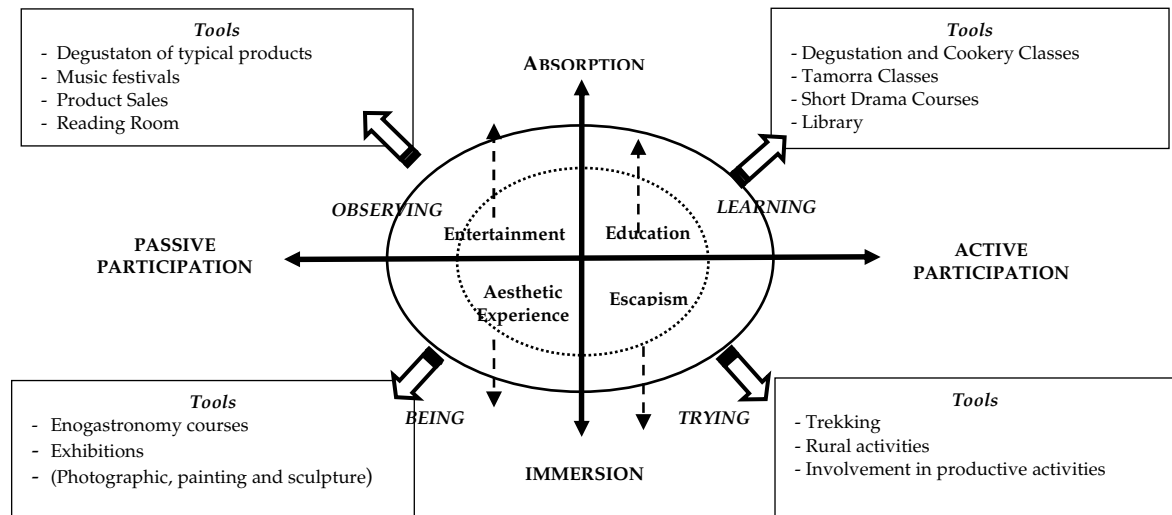 Tools
- Degustaton of typical products
- Music festivals
- Product Sales
- Reading Room
Tools
- Degustation and Cookery Classes
- Tamorra Classes
- Short Drama Courses
- Library
ABSORPTION
OBSERVING
LEARNING
Entertainment
Education
PASSIVE
PARTICIPATION
ACTIVE
PARTICIPATION
Aesthetic
Experience
Escapism
BEING
TRYING
IMMERSION
Tools
- Enogastronomy courses
- Exhibitions
- (Photographic, painting and sculpture)
Tools
- Trekking
- Rural activities
- Involvement in productive activities